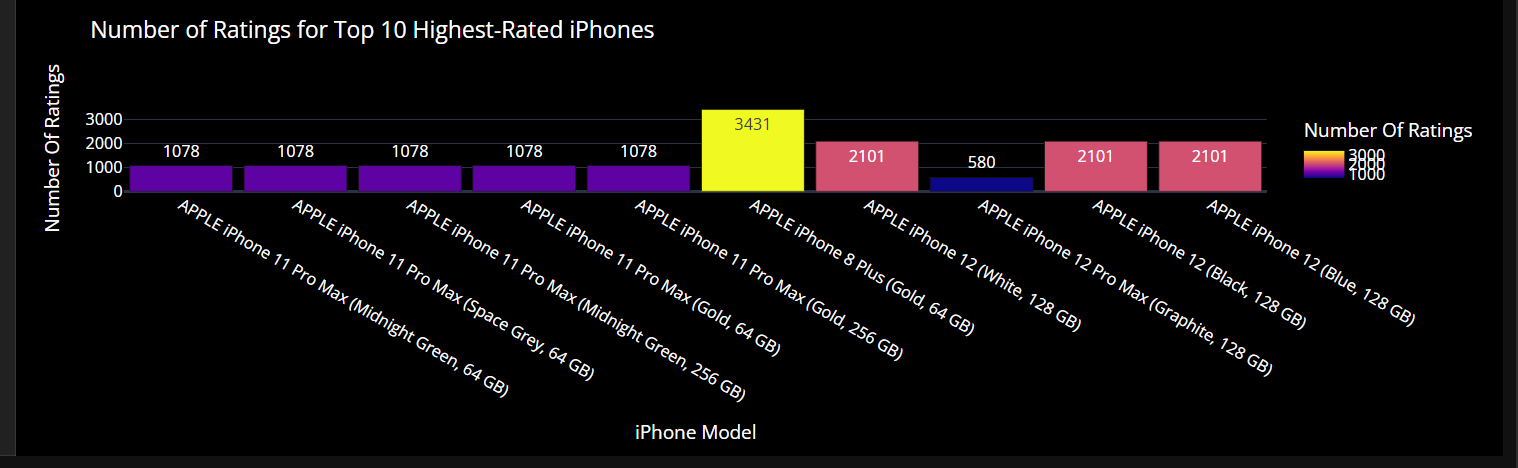 Number of Ratings for Top 10 Highest-Rated iPhones
Number Of Ratings
3000
2000
1000
0
1078
1078
1078
1078
1078
3431
2101
580
2101
2101
APPLE iPhone 11 Pro Max (Midnight Green, 64 GB)
APPLE iPhone 11 Pro Max (Space Grey, 64 GB)
APPLE iPhone 11 Pro Max (Midnight Green, 256 GB)
APPLE iPhone 11 Pro Max (Gold, 64 GB)
APPLE iPhone 11 Pro Max (Gold, 256 GB)
APPLE iPhone 8 Plus (Gold, 64 GB)
APPLE iPhone 12 (White, 128 GB)
APPLE iPhone 12 Pro Max (Graphite, 128 GB)
APPLE iPhone 12 (Black, 128 GB)
APPLE iPhone 12 (Blue, 128 GB)
iPhone Model
Number Of Ratings
3000
2000
1000